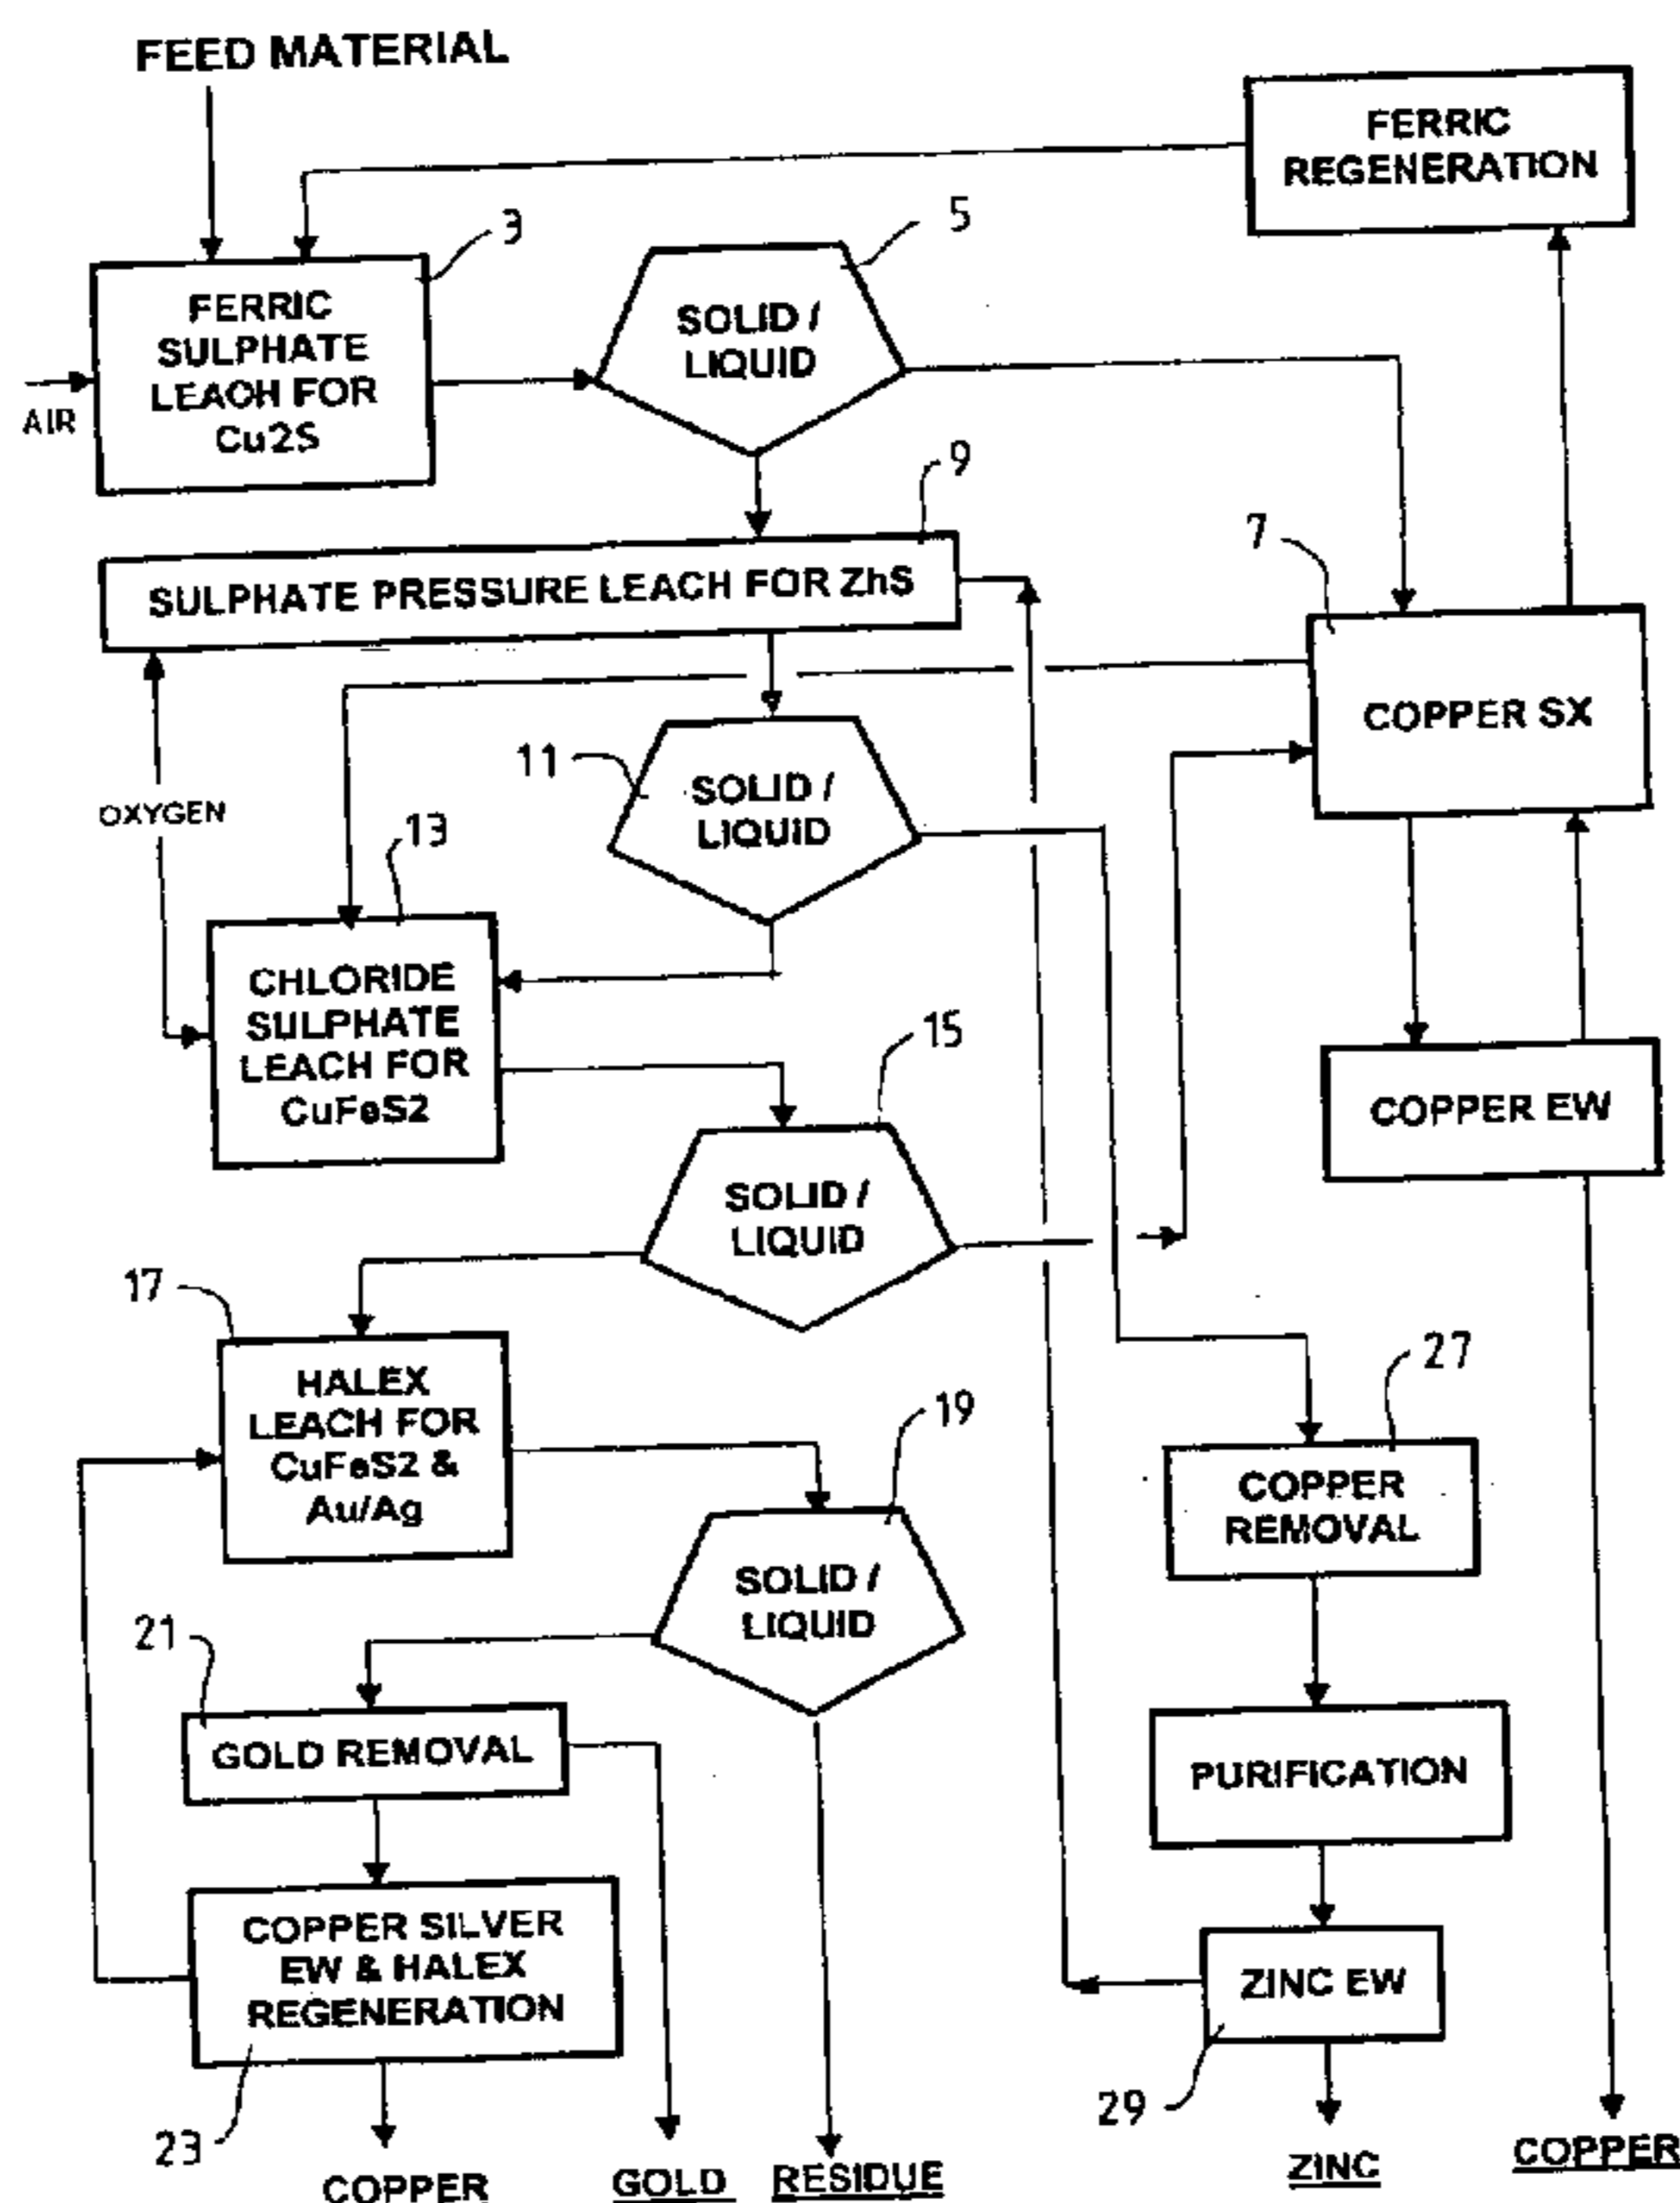 FEED MATERIAL
FERRIC
REGENERATION
3
5
FERRIC
SULPHATE
LEACH FOR
Cu2S
AIR
SOLID /
LIQUID
9
SULPHATE PRESSURE LEACH FOR ZhS
7
COPPER SX
11
SOLID /
LIQUID
OXYGEN
13
CHLORIDE
SULPHATE
LEACH FOR
CuFeS2
COPPER EW
15
SOLID /
LIQUID
17
HALEX
LEACH FOR
CuFeS2 &
Au/Ag
19
SOLID /
LIQUID
27
COPPER
REMOVAL
21
GOLD REMOVAL
PURIFICATION
COPPER SILVER
EW & HALEX
REGENERATION
23
ZINC EW
29
COPPER
GOLD
RESIDUE
ZINC
COPPER